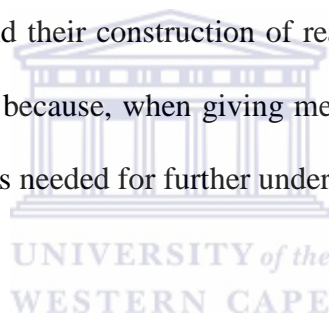 d their construction of rea
because, when giving me
s needed for further under
UNIVERSITY of the
WESTERN CAPE